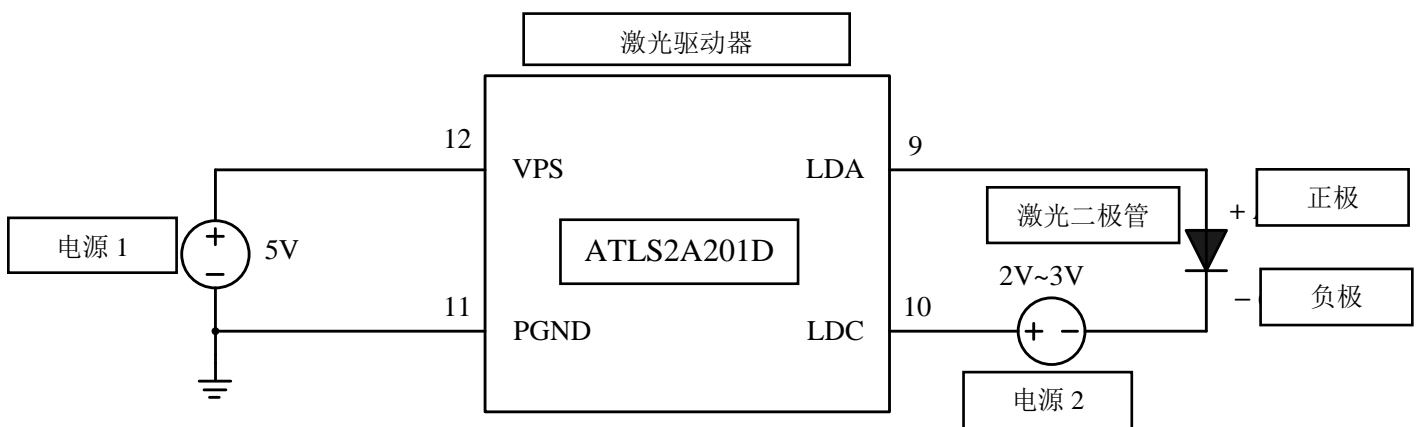 激光驱动器
12
9
VPS
LDA
激光二极管
+
正极
电源 1
+
−
5V
ATLS2A201D
2V~3V
−
负极
11
10
PGND
LDC
+ -
电源 2